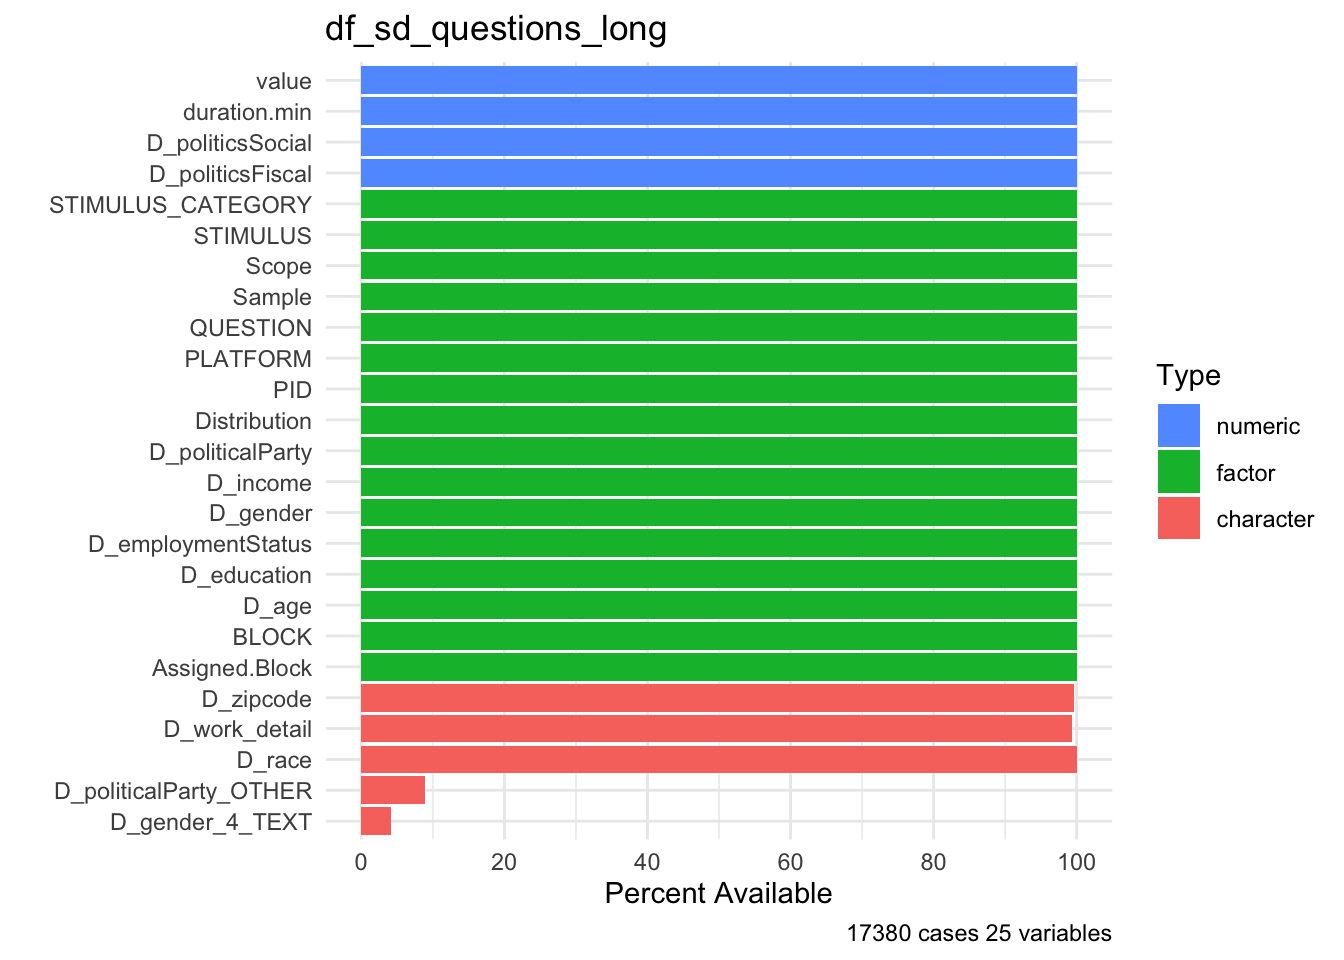 df_sd_questions_long
value
duration.min
D_politicsSocial
D_politicsFiscal
STIMULUS_CATEGORY
STIMULUS
Scope
Sample
QUESTION
PLATFORM
PID
Distribution
D_politicalParty
D_income
D_gender
D_employmentStatus
D_education
D_age
BLOCK
Assigned.Block
D_zipcode
D_work_detail
D_race
D_politicalParty_OTHER
D_gender_4_TEXT
0 20 40 60 80 100
Percent Available
17380 cases 25 variables
Type
numeric
factor
character